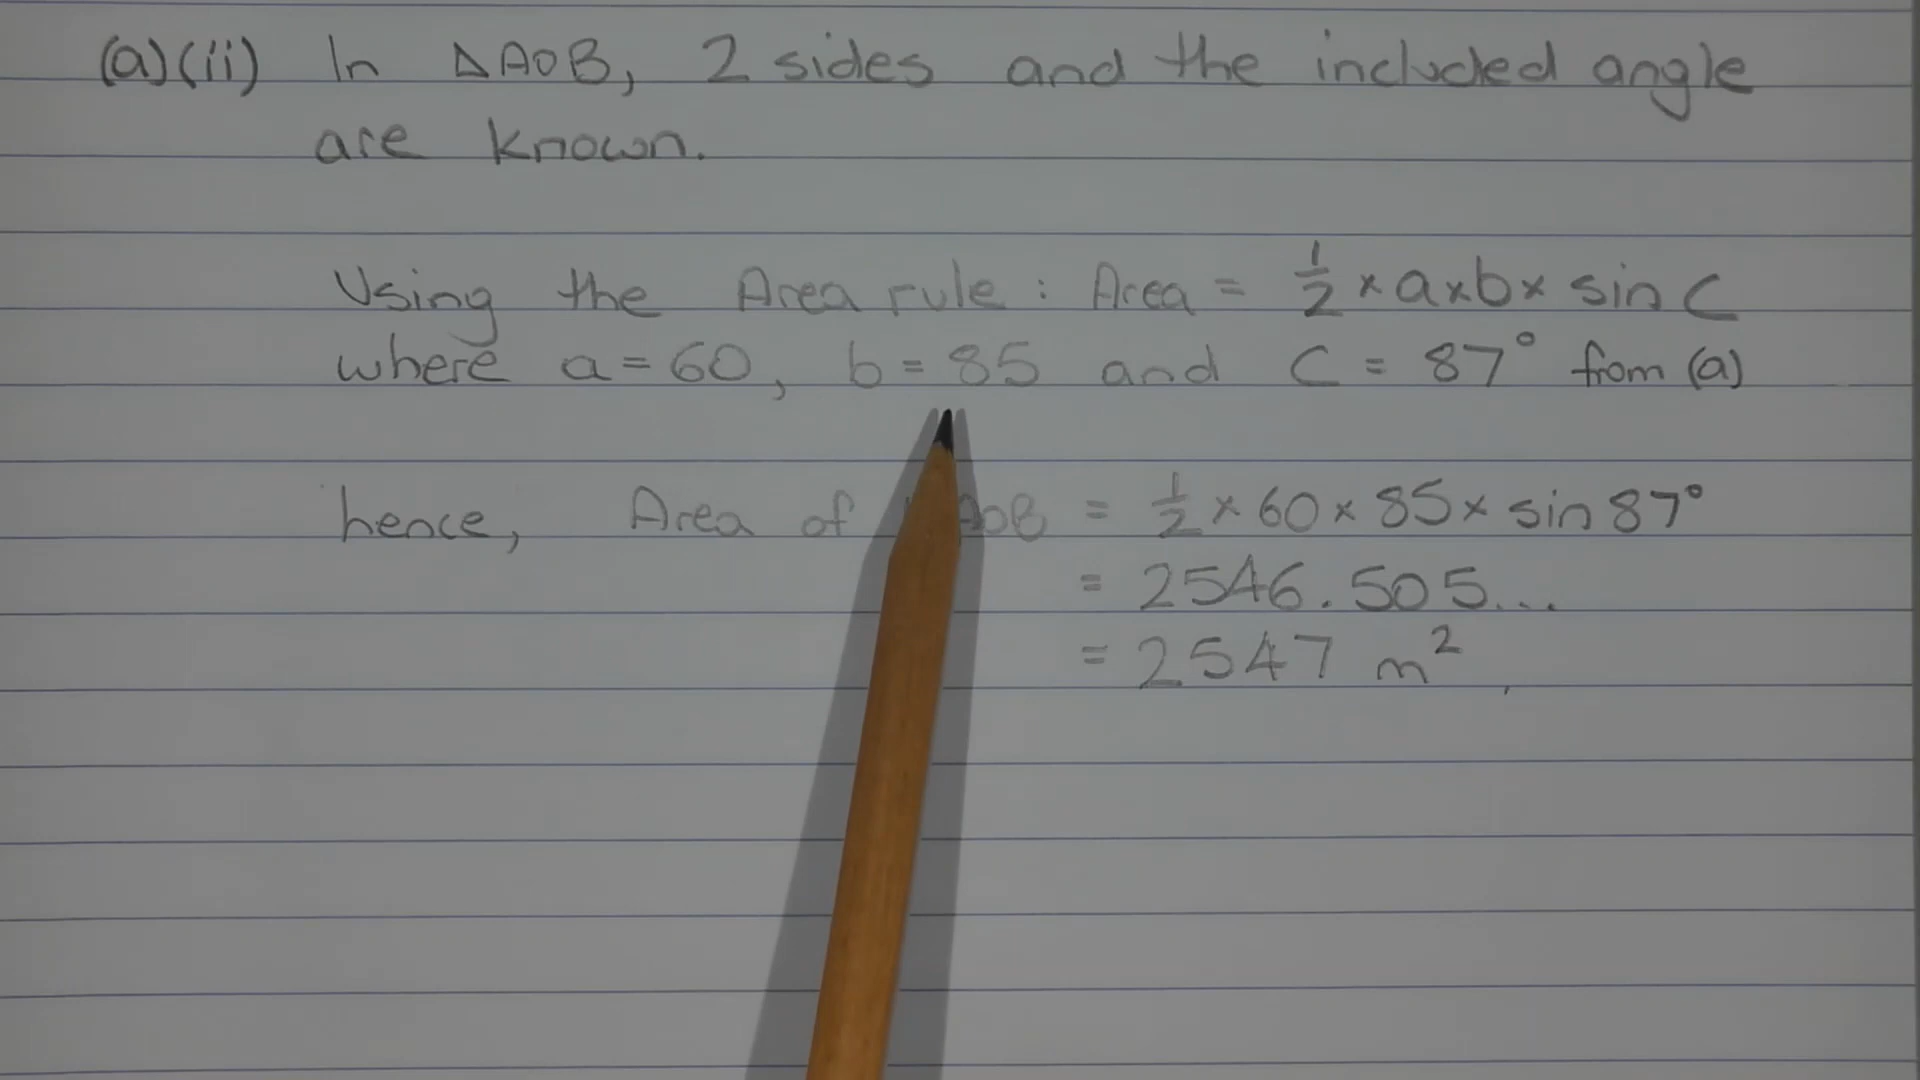 (a)(ii) In ΔAOB, 2 sides and the included angle
are known.
Using the Area rule : Area = 1/2 × a × b × sin C
where a = 60, b = 85 and C = 87° from (a)
hence, Area of AOB = 1/2 × 60 × 85 × sin 87°
= 2546.505...
= 2547 m²